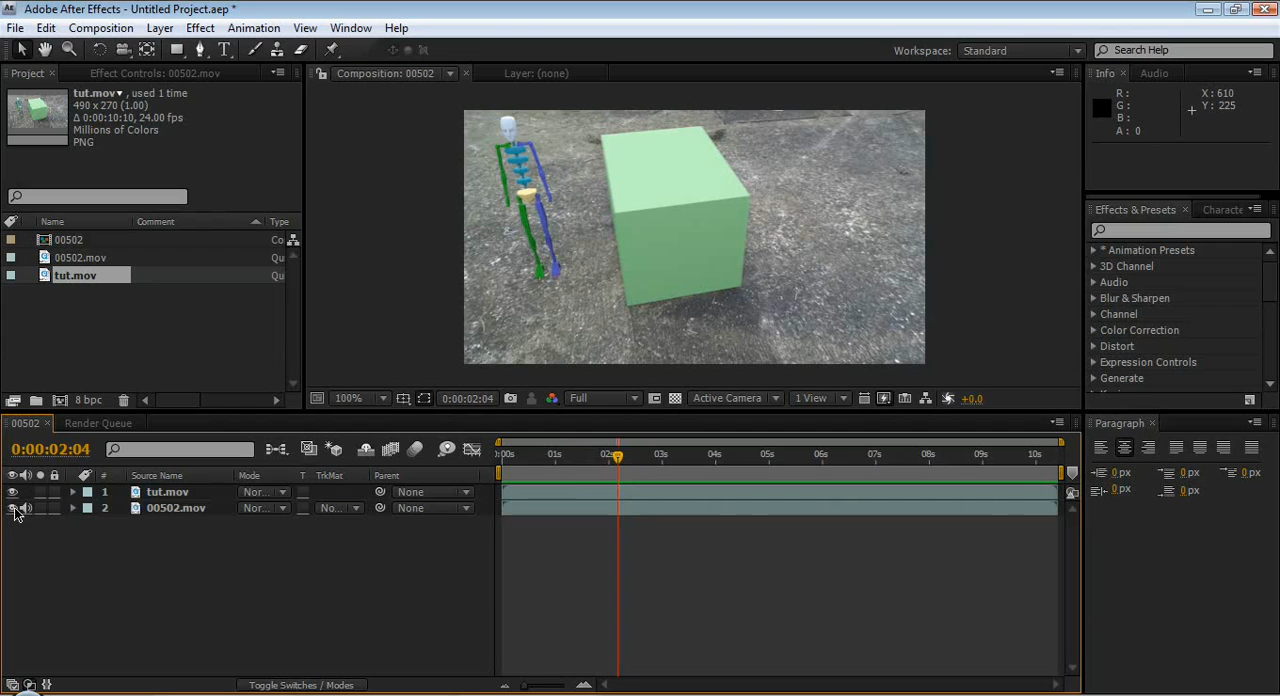 Adobe After Effects - Untitled Project.aep *
File Edit Composition Layer Effect Animation View Window Help
Workspace: Standard Search Help
Project × Effect Controls: 00502.mov Composition: 00502 × Layer: (none) Info × Audio
tut.mov▾, used 1 time
490 x 270 (1.00)
Δ 0:00:10:10, 24.00 fps
Millions of Colors
PNG
R: X: 610
G: Y: 225
B:
A: 0
Effects & Presets × Characte
Name Comment Type
00502 Co
00502.mov Qu
tut.mov Qu
* Animation Presets
3D Channel
Audio
Blur & Sharpen
Channel
Color Correction
Distort
Expression Controls
Generate
8 bpc
100% 0:00:02:04 Full Active Camera 1 View +0.0
00502 × Render Queue Paragraph ×
0:00:02:04
:00s 01s 02s 03s 04s 05s 06s 07s 08s 09s 10s
# Source Name Mode T TrkMat Parent
1 tut.mov Nor... None
2 00502.mov Nor... No... None
0 px 0 px 0 px
0 px 0 px
Toggle Switches / Modes